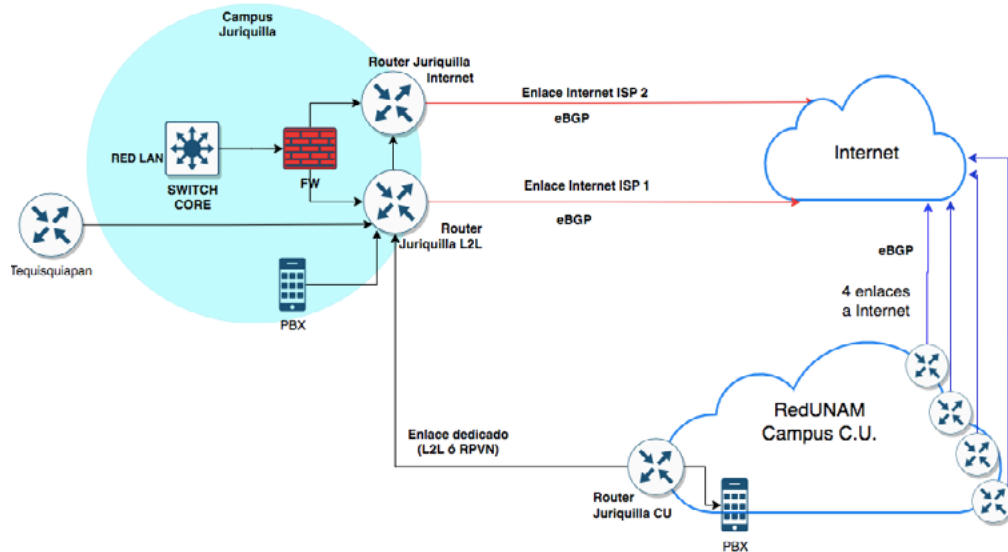 Campus
Juriquilla
Router Juriquilla
Internet
Enlace Internet ISP 2
eBGP
Internet
RED LAN
SWITCH
CORE
FW
Enlace Internet ISP 1
eBGP
Router
Juriquilla L2L
Tequisquiapan
PBX
eBGP
4 enlaces
a Internet
RedUNAM
Campus C.U.
Enlace dedicado
(L2L ó RPVN)
Router
Juriquilla CU
PBX